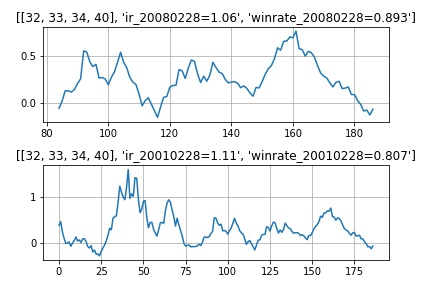 [[32, 33, 34, 40], 'ir_20080228=1.06', 'winrate_20080228=0.893']
0.5
0.0
80 100 120 140 160 180
[[32, 33, 34, 40], 'ir_20010228=1.11', 'winrate_20010228=0.807']
1
0
0 25 50 75 100 125 150 175